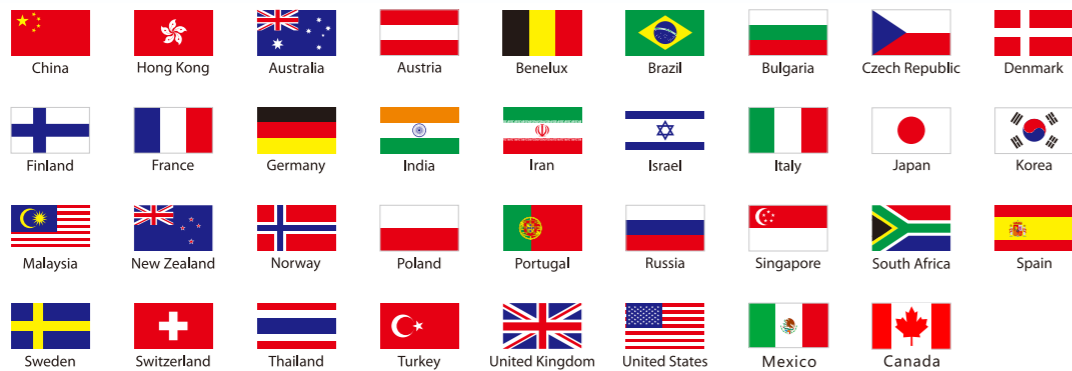 China Hong Kong Australia Austria Benelux Brazil Bulgaria Czech Republic Denmark
Finland France Germany India Iran Israel Italy Japan Korea
Malaysia New Zealand Norway Poland Portugal Russia Singapore South Africa Spain
Sweden Switzerland Thailand Turkey United Kingdom United States Mexico Canada